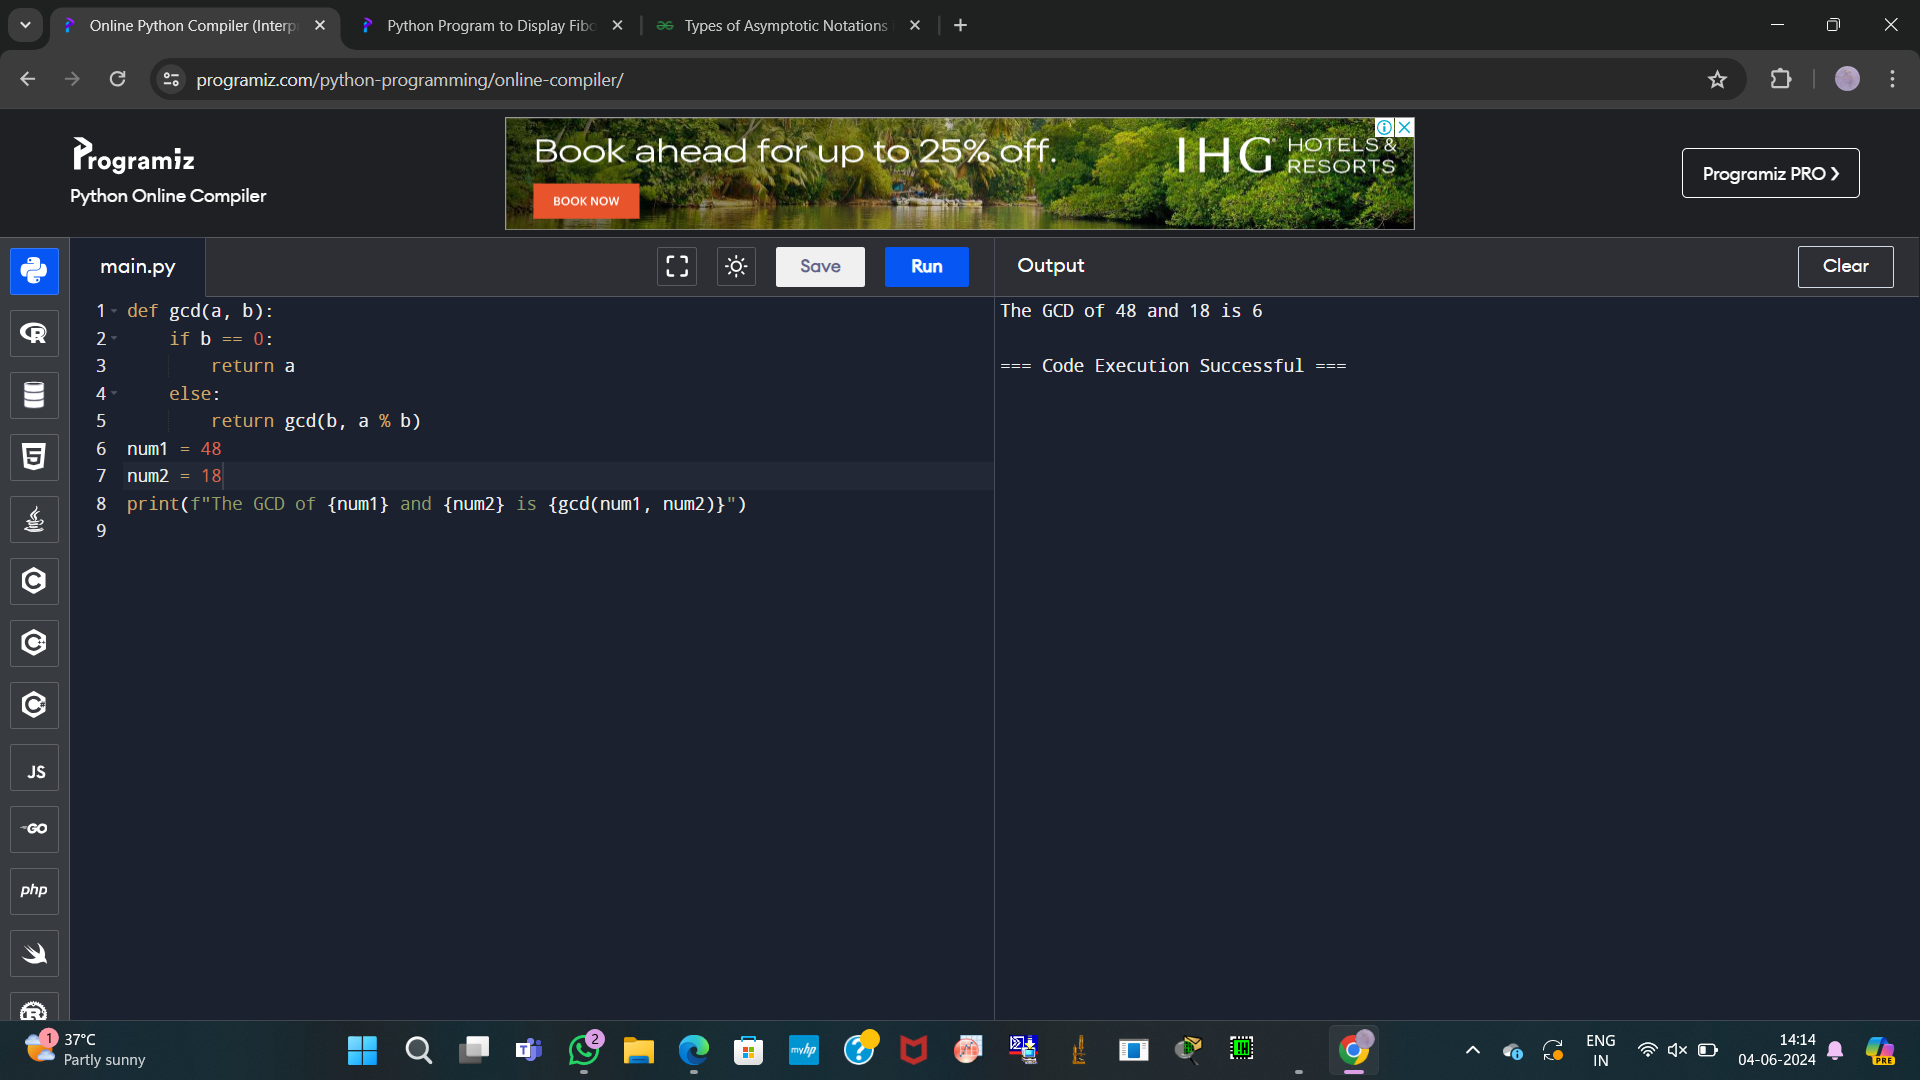 Online Python Compiler (Interp
Python Program to Display Fibo
Types of Asymptotic Notations
programiz.com/python-programming/online-compiler/
Programiz
Python Online Compiler
Book ahead for up to 25% off.
BOOK NOW
IHG HOTELS &
RESORTS
Programiz PRO
main.py
Save
Run
Output
Clear
1 def gcd(a, b):
2     if b == 0:
3         return a
4     else:
5         return gcd(b, a % b)
6 num1 = 48
7 num2 = 18
8 print(f"The GCD of {num1} and {num2} is {gcd(num1, num2)}")
9
The GCD of 48 and 18 is 6
=== Code Execution Successful ===
R
5
C
C++
C#
JS
GO
php
R
1
37°C
Partly sunny
T
2
myhp
?
ENG
IN
14:14
04-06-2024
PRE